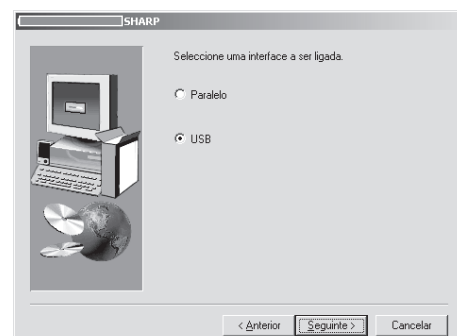 SHARP
Seleccione uma interface a ser ligada.
Paralelo
USB
< Anterior
Seguinte >
Cancelar